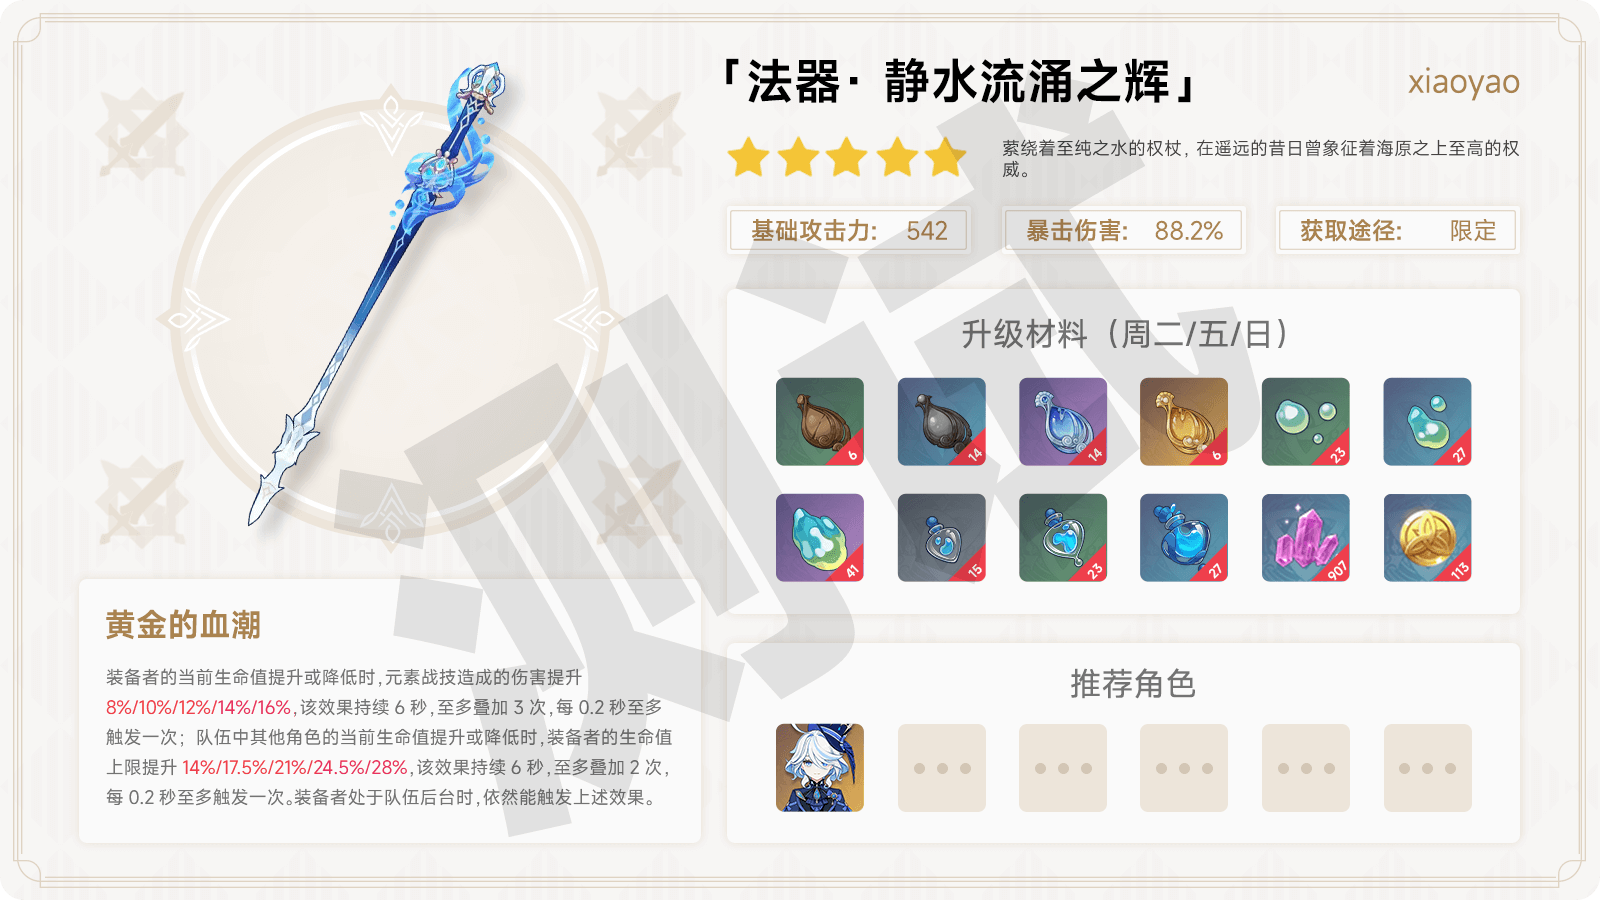 「法器· 静水流涌之辉」
xiaoyao
萦绕着至纯之水的权杖, 在遥远的昔日曾象征着海原之上至高的权
威。
基础攻击力: 542
暴击伤害: 88.2%
获取途径: 限定
升级材料（周二/五/日）
6 14 14 6 23 27
41 15 23 27 907 113
黄金的血潮
装备者的当前生命值提升或降低时,元素战技造成的伤害提升
8%/10%/12%/14%/16%,该效果持续 6 秒,至多叠加 3 次,每 0.2 秒至多
触发一次；队伍中其他角色的当前生命值提升或降低时,装备者的生命值
上限提升 14%/17.5%/21%/24.5%/28%,该效果持续 6 秒,至多叠加 2 次,
每 0.2 秒至多触发一次。装备者处于队伍后台时,依然能触发上述效果。
推荐角色
测试